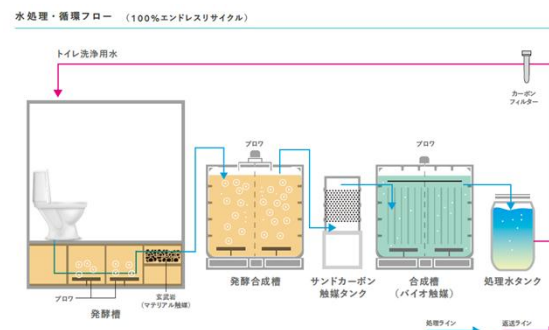 水処理・循環フロー （100%エンドレスリサイクル）
トイレ洗浄用水
カーボン
フィルター
ブロワ
ブロワ
ブロワ
玄武岩
（マテリアル触媒）
発酵槽
発酵合成槽
サンドカーボン
触媒タンク
合成槽
（バイオ触媒）
処理水タンク
処理ライン
返送ライン